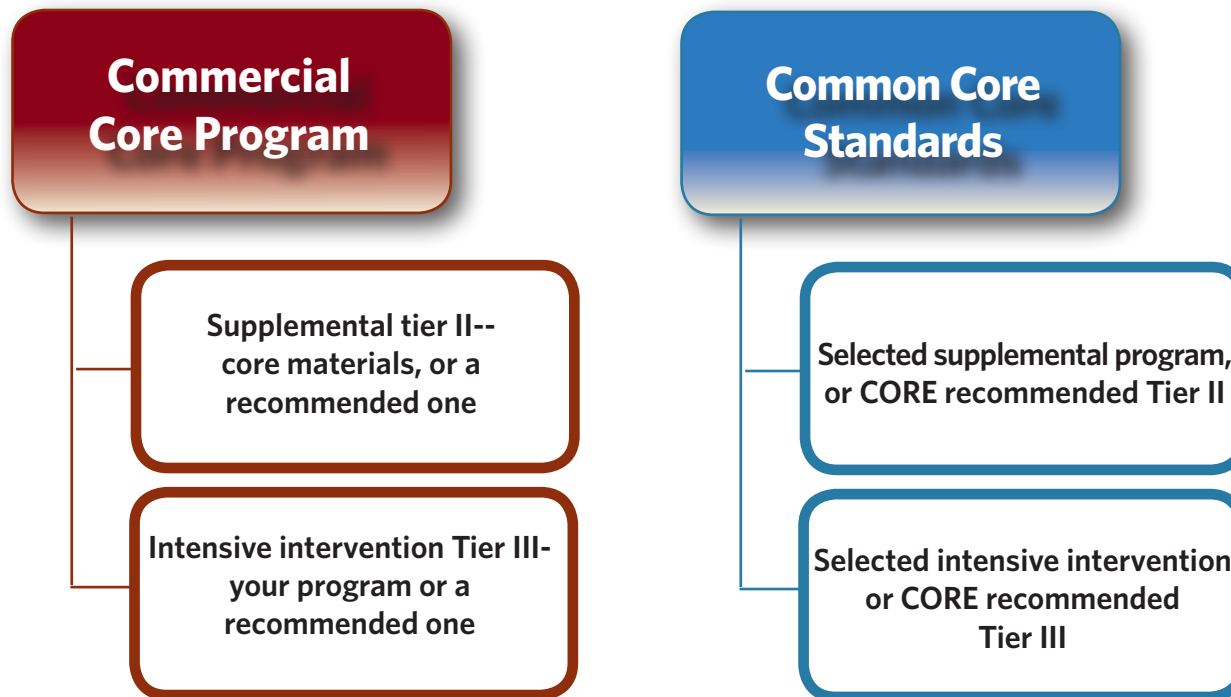 Commercial
Core Program
Supplemental tier II--
core materials, or a
recommended one
Intensive intervention Tier III-
your program or a
recommended one
Common Core
Standards
Selected supplemental program,
or CORE recommended Tier II
Selected intensive intervention
or CORE recommended
Tier III